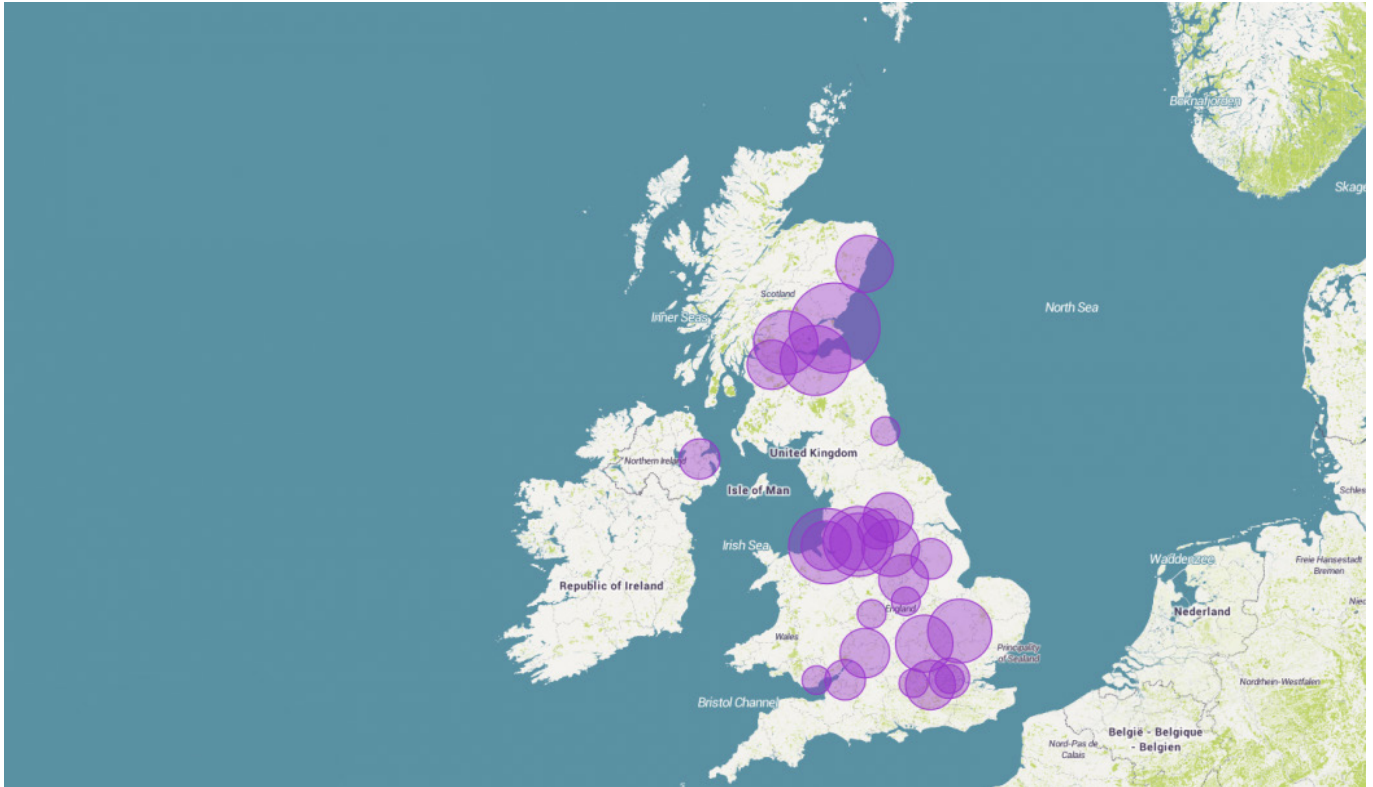 Boknafjorden
Skage
Scotland
Inner Seas
North Sea
United Kingdom
Northern Ireland
Isle of Man
Schles
Irish Sea
Waddenzee
Freie Hansestadt
Bremen
Republic of Ireland
Nied
England
Nederland
Wales
Principality
of Sealand
Nordrhein-Westfalen
Bristol Channel
België - Belgique
- Belgien
Nord-Pas de
Calais